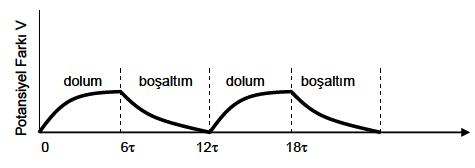 Potansiyel Farkı V
dolum boşaltım dolum boşaltım
0 6τ 12τ 18τ